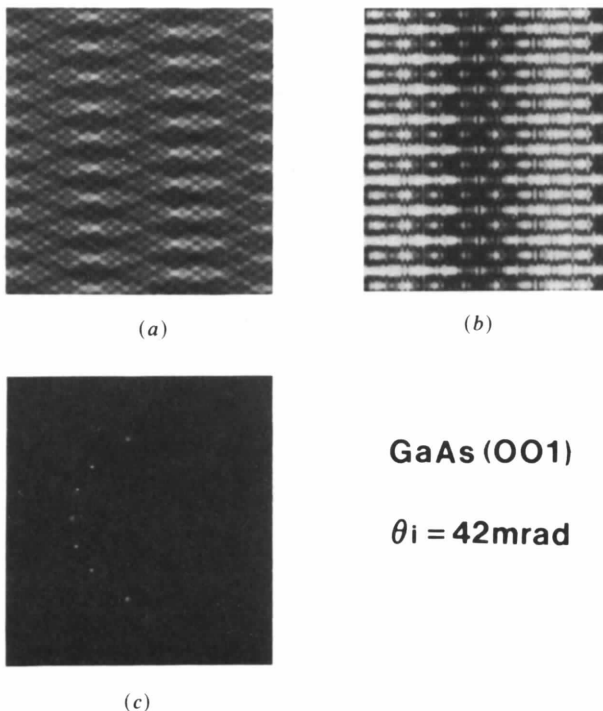 (a)
(b)
GaAs (001)
θi = 42mrad
(c)